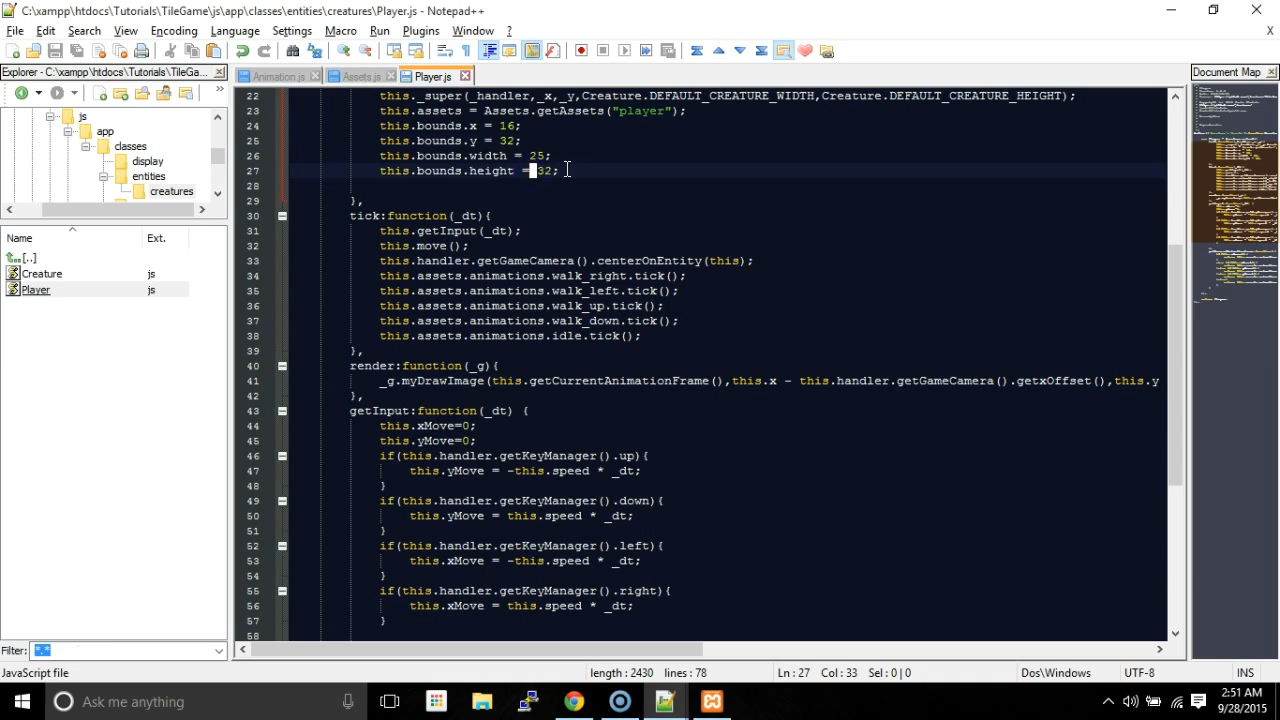 C:\xampp\htdocs\Tutorials\TileGame\js\app\classes\entities\creatures\Player.js - Notepad++
File Edit Search View Encoding Language Settings Macro Run Plugins Window ? X
Explorer - C:\xampp\htdocs\Tutorials\TileGa...
Animation.js Assets.js Player.js
Document Map
js
app
classes
display
entities
creatures
Name Ext.
[..]
Creature js
Player js
22 this._super(_handler,_x,_y,Creature.DEFAULT_CREATURE_WIDTH,Creature.DEFAULT_CREATURE_HEIGHT);
23 this.assets = Assets.getAssets("player");
24 this.bounds.x = 16;
25 this.bounds.y = 32;
26 this.bounds.width = 25;
27 this.bounds.height = 32;
28
29 },
30 tick:function(_dt){
31 this.getInput(_dt);
32 this.move();
33 this.handler.getGameCamera().centerOnEntity(this);
34 this.assets.animations.walk_right.tick();
35 this.assets.animations.walk_left.tick();
36 this.assets.animations.walk_up.tick();
37 this.assets.animations.walk_down.tick();
38 this.assets.animations.idle.tick();
39 },
40 render:function(_g){
41 _g.myDrawImage(this.getCurrentAnimationFrame(),this.x - this.handler.getGameCamera().getxOffset(),this.y
42 },
43 getInput:function(_dt) {
44 this.xMove=0;
45 this.yMove=0;
46 if(this.handler.getKeyManager().up){
47 this.yMove = -this.speed * _dt;
48 }
49 if(this.handler.getKeyManager().down){
50 this.yMove = this.speed * _dt;
51 }
52 if(this.handler.getKeyManager().left){
53 this.xMove = -this.speed * _dt;
54 }
55 if(this.handler.getKeyManager().right){
56 this.xMove = this.speed * _dt;
57 }
58
Filter: *.*
JavaScript file length : 2430 lines : 78 Ln : 27 Col : 33 Sel : 0 | 0 Dos\Windows UTF-8 INS
Ask me anything
2:51 AM
9/28/2015